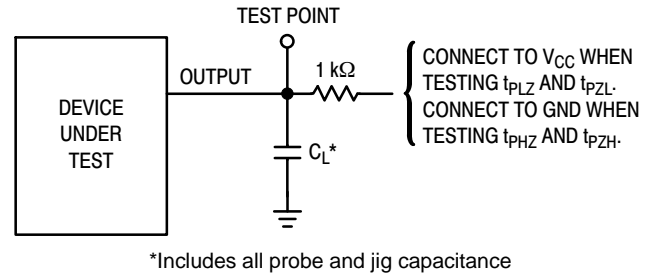 TEST POINT
OUTPUT
1 kΩ
DEVICE
UNDER
TEST
CL*
CONNECT TO VCC WHEN
TESTING tPLZ AND tPZL.
CONNECT TO GND WHEN
TESTING tPHZ AND tPZH.
*Includes all probe and jig capacitance